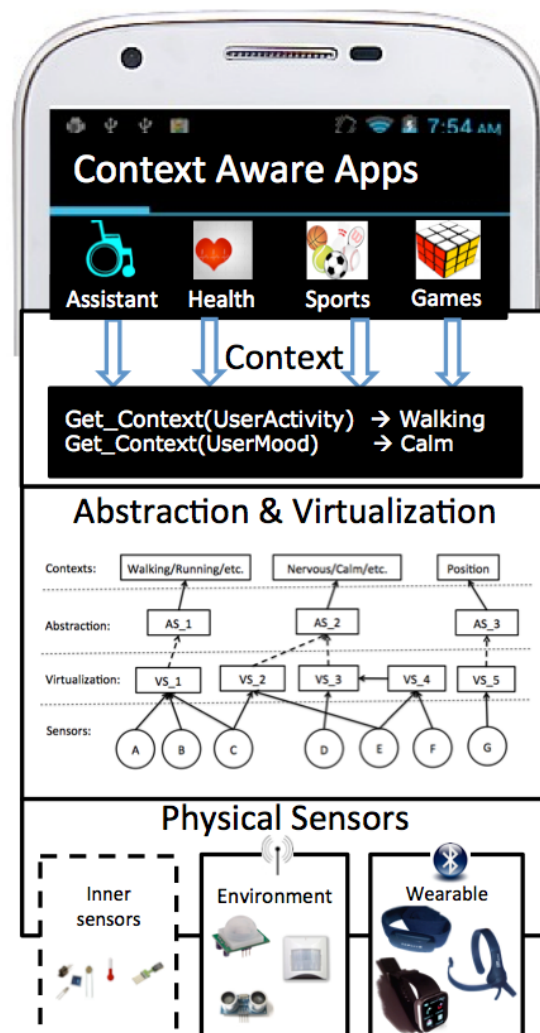 7:54 AM
Context Aware Apps
Assistant Health Sports Games
Context
Get_Context(UserActivity) → Walking
Get_Context(UserMood) → Calm
Abstraction & Virtualization
Contexts: Walking/Running/etc. Nervous/Calm/etc. Position
Abstraction: AS_1 AS_2 AS_3
Virtualization: VS_1 VS_2 VS_3 VS_4 VS_5
Sensors: A B C D E F G
Physical Sensors
Inner
sensors
Environment
Wearable